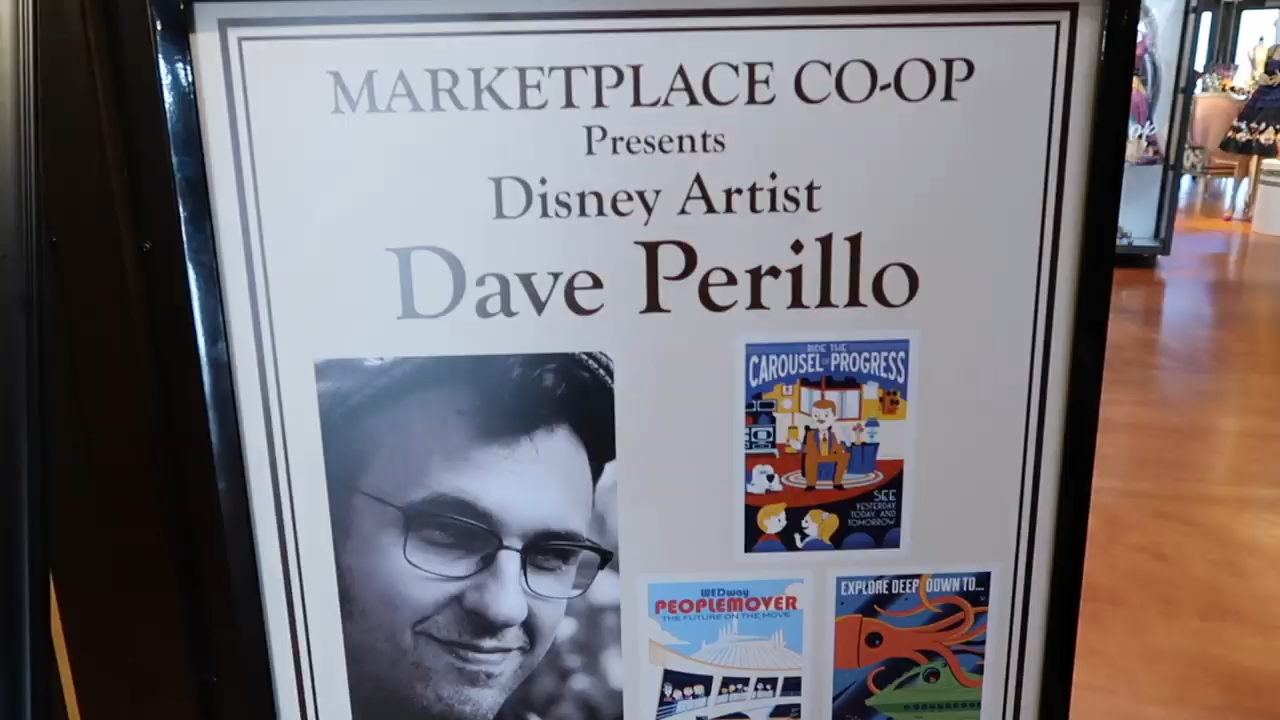 MARKETPLACE CO-OP
Presents
Disney Artist
Dave Perillo
RIDE THE
CAROUSEL OF PROGRESS
SEE
YESTERDAY
TODAY, AND
TOMORROW
WEDway
PEOPLEMOVER
THE FUTURE ON THE MOVE
EXPLORE DEEP DOWN TO...